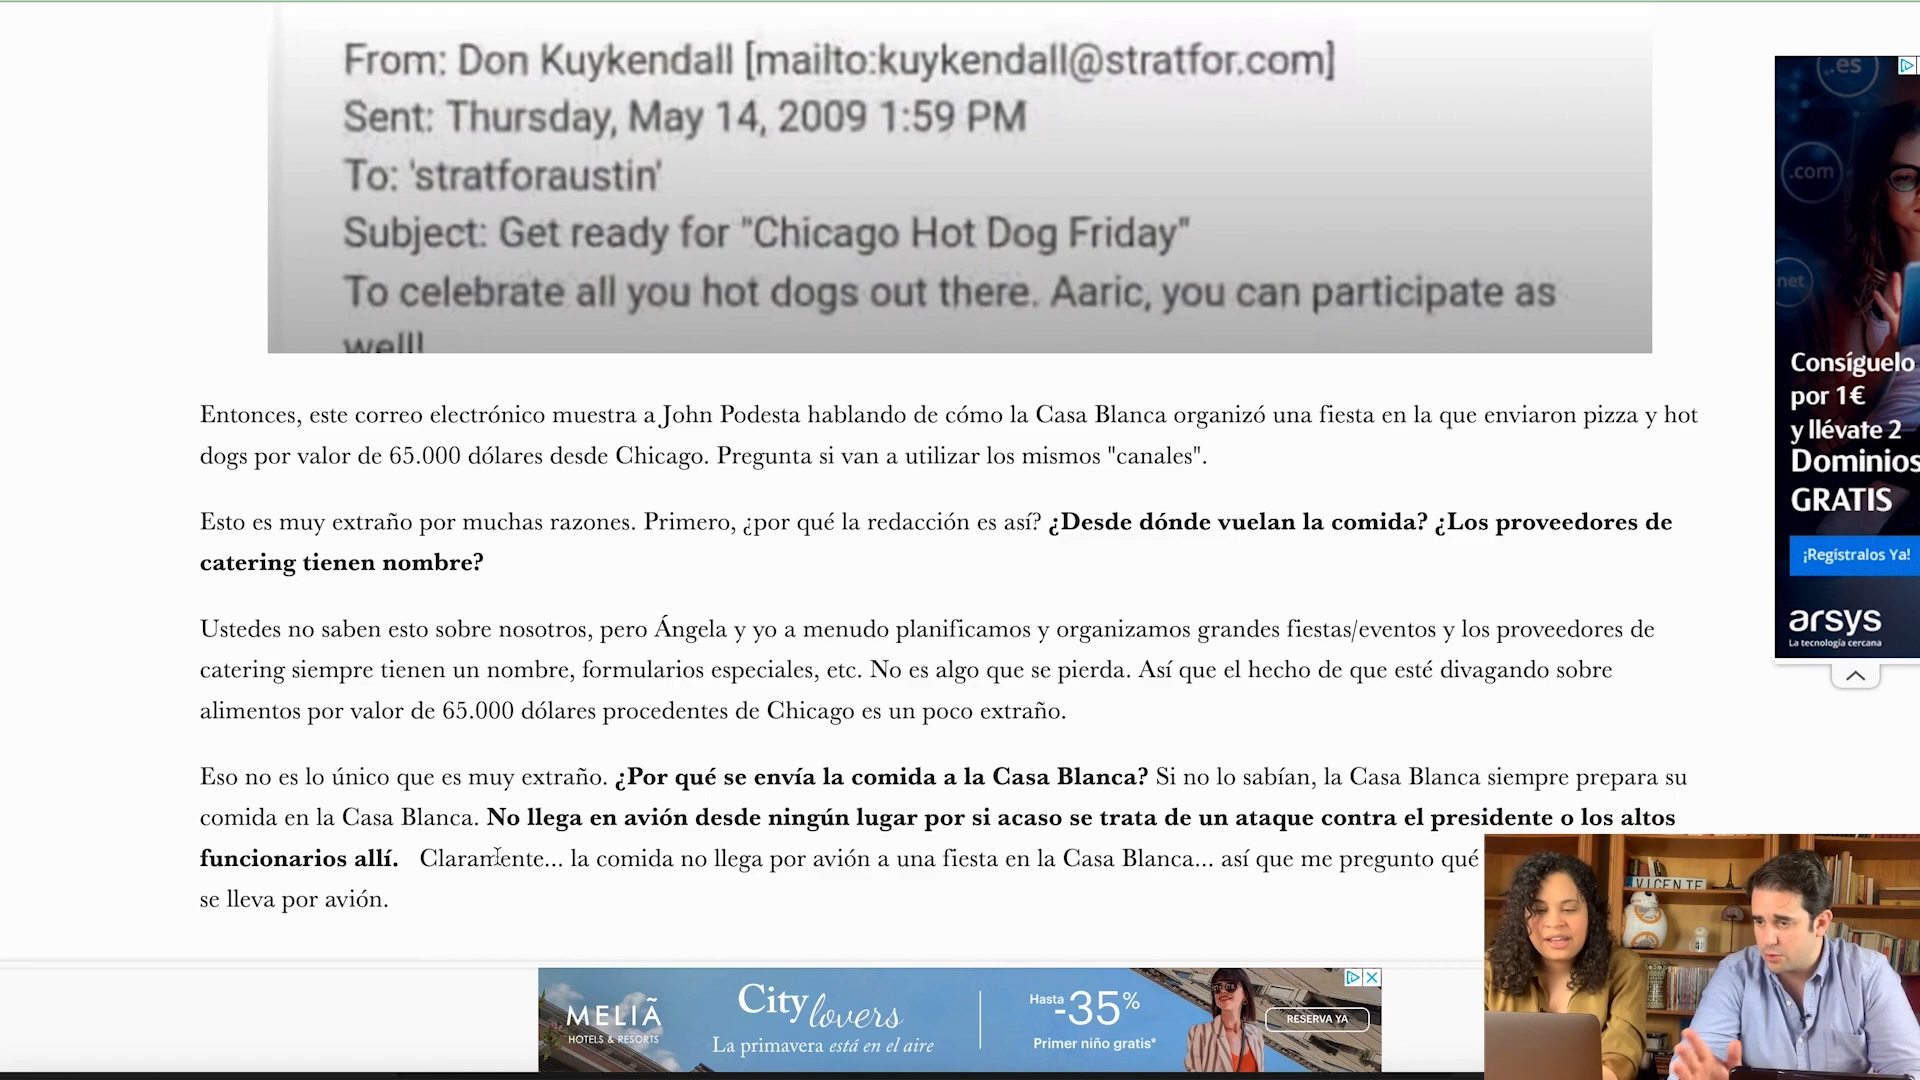 From: Don Kuykendall [mailto:kuykendall@stratfor.com]
Sent: Thursday, May 14, 2009 1:59 PM
To: 'stratforaustin'
Subject: Get ready for "Chicago Hot Dog Friday"
To celebrate all you hot dogs out there. Aaric, you can participate as
well!
Entonces, este correo electrónico muestra a John Podesta hablando de cómo la Casa Blanca organizó una fiesta en la que enviaron pizza y hot
dogs por valor de 65.000 dólares desde Chicago. Pregunta si van a utilizar los mismos "canales".
Esto es muy extraño por muchas razones. Primero, ¿por qué la redacción es así? ¿Desde dónde vuelan la comida? ¿Los proveedores de
catering tienen nombre?
Ustedes no saben esto sobre nosotros, pero Ángela y yo a menudo planificamos y organizamos grandes fiestas/eventos y los proveedores de
catering siempre tienen un nombre, formularios especiales, etc. No es algo que se pierda. Así que el hecho de que esté divagando sobre
alimentos por valor de 65.000 dólares procedentes de Chicago es un poco extraño.
Eso no es lo único que es muy extraño. ¿Por qué se envía la comida a la Casa Blanca? Si no lo sabían, la Casa Blanca siempre prepara su
comida en la Casa Blanca. No llega en avión desde ningún lugar por si acaso se trata de un ataque contra el presidente o los altos
funcionarios allí. Claramente... la comida no llega por avión a una fiesta en la Casa Blanca... así que me pregunto qué
se lleva por avión.
.es
.com
net
Consíguelo
por 1€
y llévate 2
Dominios
GRATIS
¡Regístralos Ya!
arsys
La tecnología cercana
MELIÃ
HOTELS & RESORTS
City lovers
La primavera está en el aire
Hasta
-35%
Primer niño gratis*
RESERVA YA
VICENTE